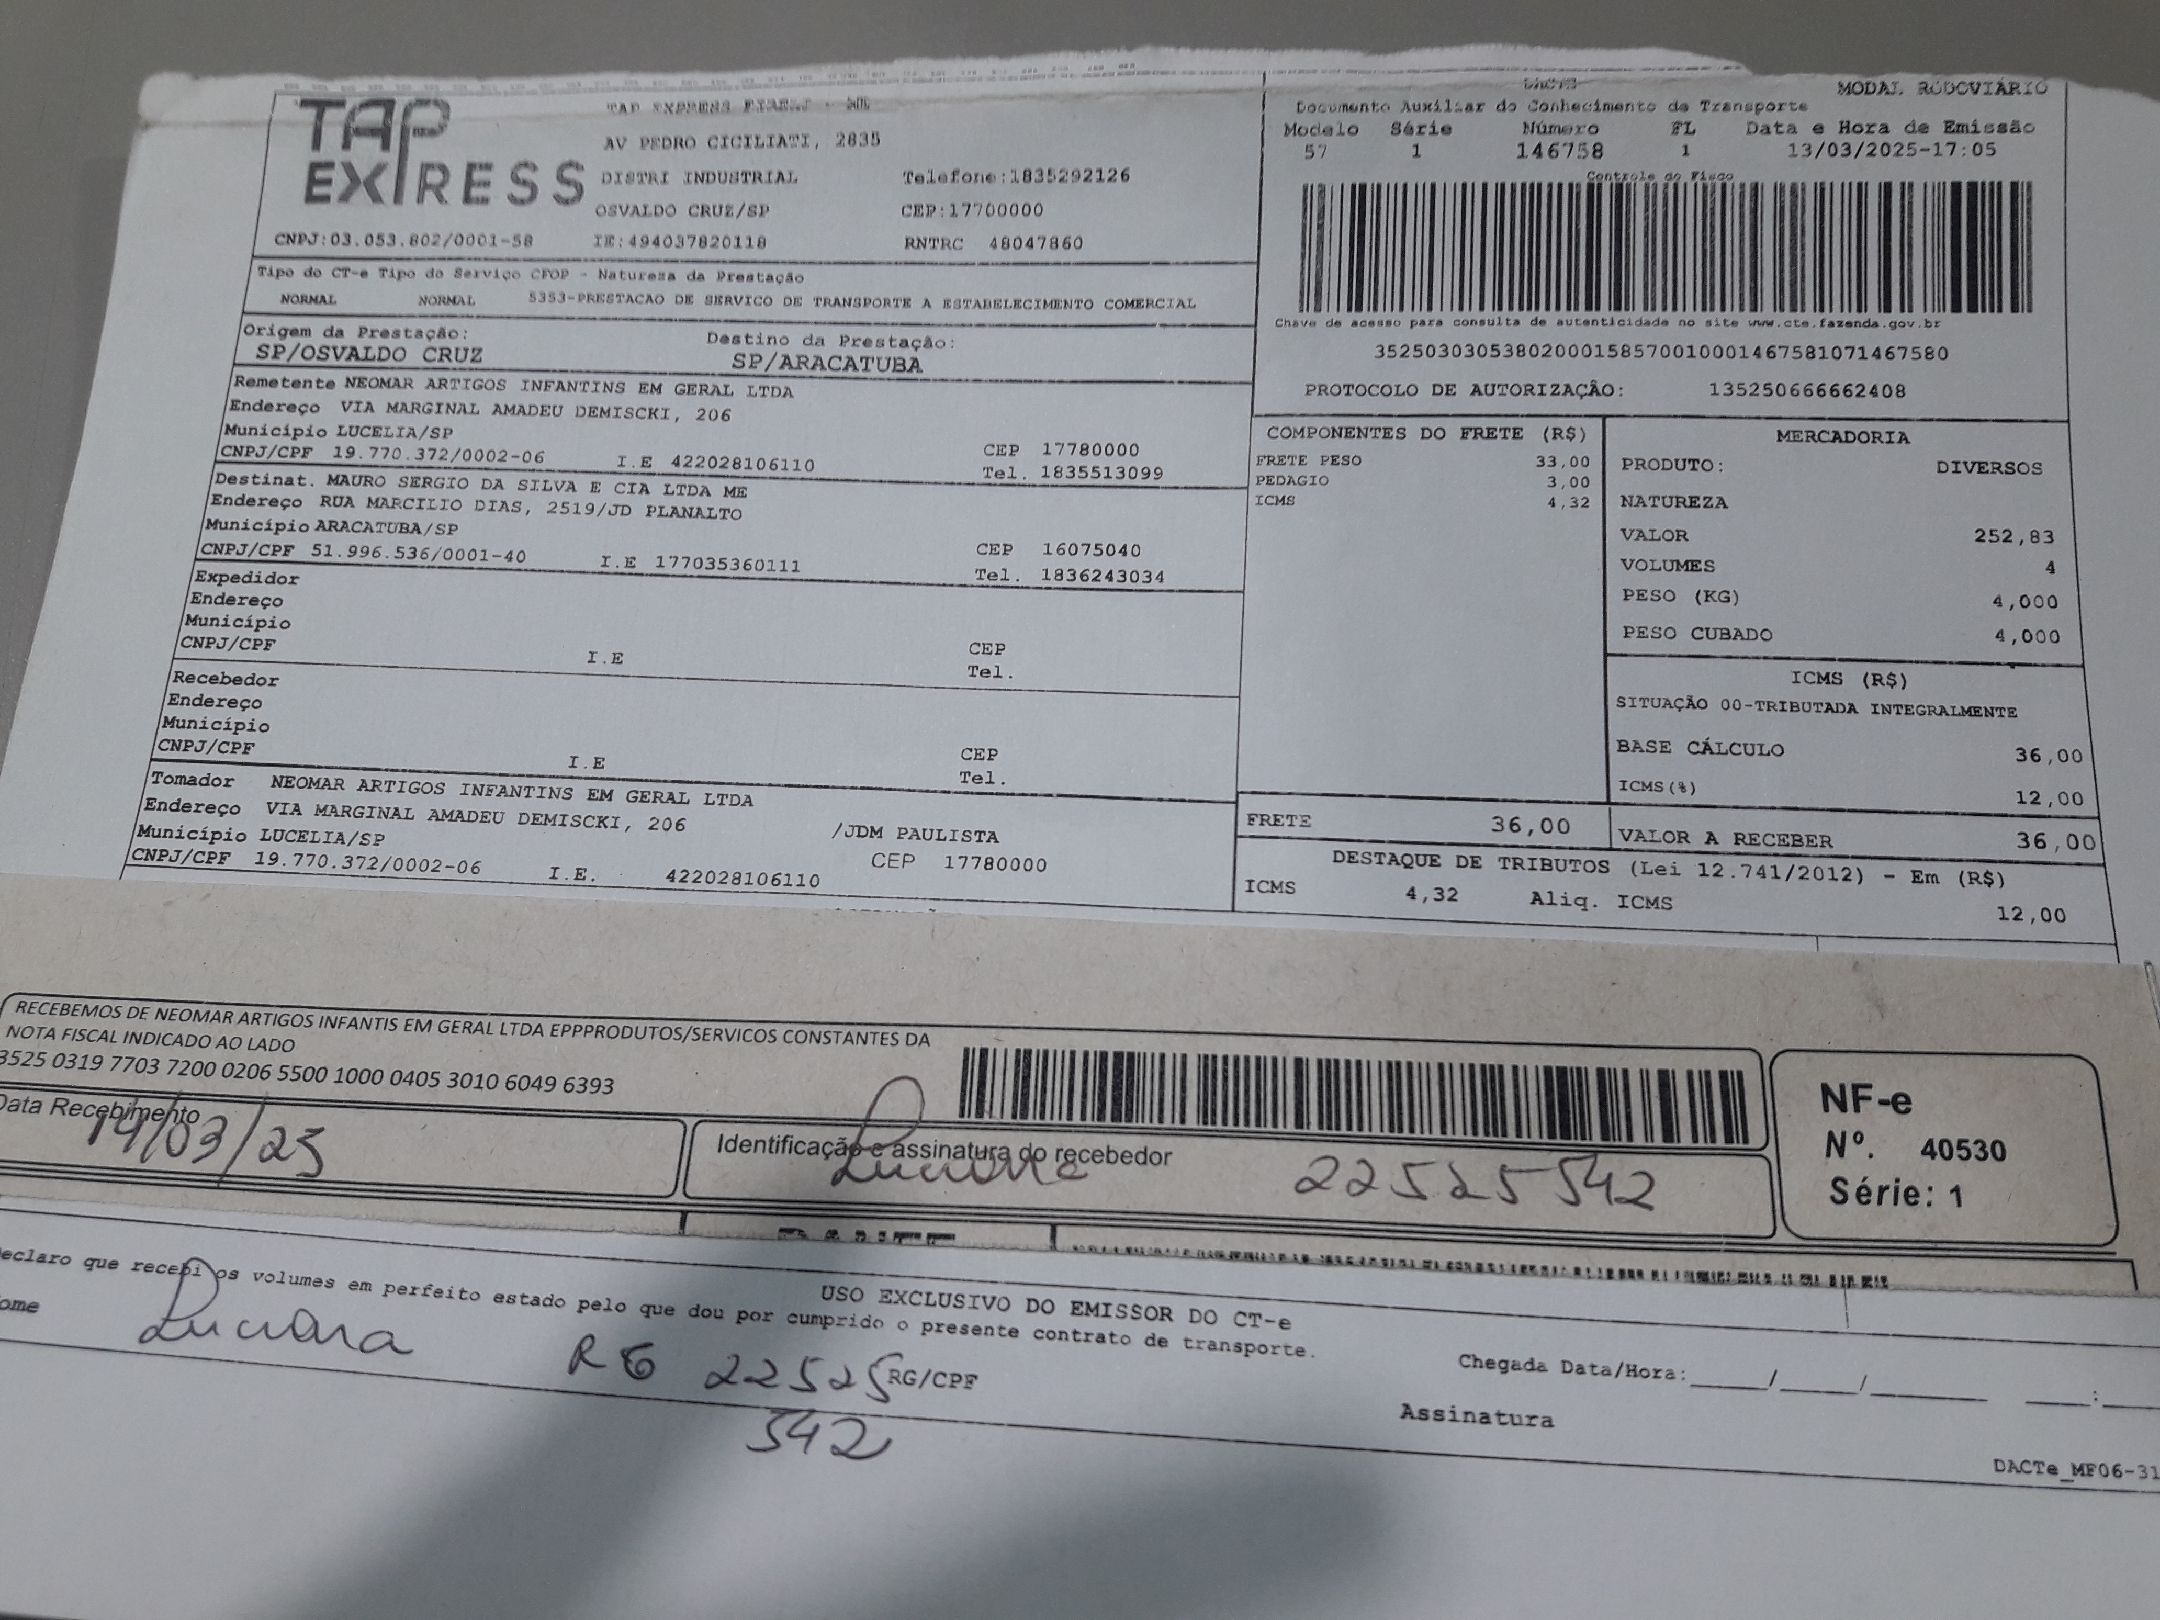 TAP EXPRESS
TAP EXPRESS EIRELI - ME
AV PEDRO CICILIATI, 2835
DISTRI INDUSTRIAL Telefone:1835292126
OSVALDO CRUZ/SP CEP:17700000
CNPJ:03.053.802/0001-58 IE:494037820118 RNTRC 48047860
DACTE MODAL RODOVIÁRIO
Documento Auxiliar do Conhecimento de Transporte
Modelo Série Número FL Data e Hora de Emissão
57 1 146758 1 13/03/2025-17:05
Controle do Fisco
Chave de acesso para consulta de autenticidade no site www.cte.fazenda.gov.br
35250303053802000158570010001467581071467580
PROTOCOLO DE AUTORIZAÇÃO: 135250666662408
Tipo do CT-e Tipo do Serviço CFOP - Natureza da Prestação
NORMAL NORMAL 5353-PRESTACAO DE SERVICO DE TRANSPORTE A ESTABELECIMENTO COMERCIAL
Origem da Prestação: Destino da Prestação:
SP/OSVALDO CRUZ SP/ARACATUBA
Remetente NEOMAR ARTIGOS INFANTINS EM GERAL LTDA
Endereço VIA MARGINAL AMADEU DEMISCKI, 206
Município LUCELIA/SP CEP 17780000
CNPJ/CPF 19.770.372/0002-06 I.E 422028106110 Tel. 1835513099
Destinat. MAURO SERGIO DA SILVA E CIA LTDA ME
Endereço RUA MARCILIO DIAS, 2519/JD PLANALTO
Município ARACATUBA/SP CEP 16075040
CNPJ/CPF 51.996.536/0001-40 I.E 177035360111 Tel. 1836243034
Expedidor
Endereço
Município CEP
CNPJ/CPF I.E Tel.
Recebedor
Endereço
Município CEP
CNPJ/CPF I.E Tel.
Tomador NEOMAR ARTIGOS INFANTINS EM GERAL LTDA
Endereço VIA MARGINAL AMADEU DEMISCKI, 206 /JDM PAULISTA
Município LUCELIA/SP CEP 17780000
CNPJ/CPF 19.770.372/0002-06 I.E. 422028106110
COMPONENTES DO FRETE (R$)
FRETE PESO 33,00
PEDAGIO 3,00
ICMS 4,32
MERCADORIA
PRODUTO: DIVERSOS
NATUREZA
VALOR 252,83
VOLUMES 4
PESO (KG) 4,000
PESO CUBADO 4,000
ICMS (R$)
SITUAÇÃO 00-TRIBUTADA INTEGRALMENTE
BASE CÁLCULO 36,00
ICMS(%) 12,00
FRETE 36,00 VALOR A RECEBER 36,00
DESTAQUE DE TRIBUTOS (Lei 12.741/2012) - Em (R$)
ICMS 4,32 Aliq. ICMS 12,00
RECEBEMOS DE NEOMAR ARTIGOS INFANTIS EM GERAL LTDA EPPPRODUTOS/SERVICOS CONSTANTES DA
NOTA FISCAL INDICADO AO LADO
3525 0319 7703 7200 0206 5500 1000 0405 3010 6049 6393
Data Recebimento
14/03/25
Identificação e assinatura do recebedor
Luciana 22525542
NF-e
Nº. 40530
Série: 1
USO EXCLUSIVO DO EMISSOR DO CT-e
eclaro que recebi os volumes em perfeito estado pelo que dou por cumprido o presente contrato de transporte.
ome Luciana RG 22525 RG/CPF
542
Chegada Data/Hora:_____/_____/________ ____:____
Assinatura
DACTe_MF06-31